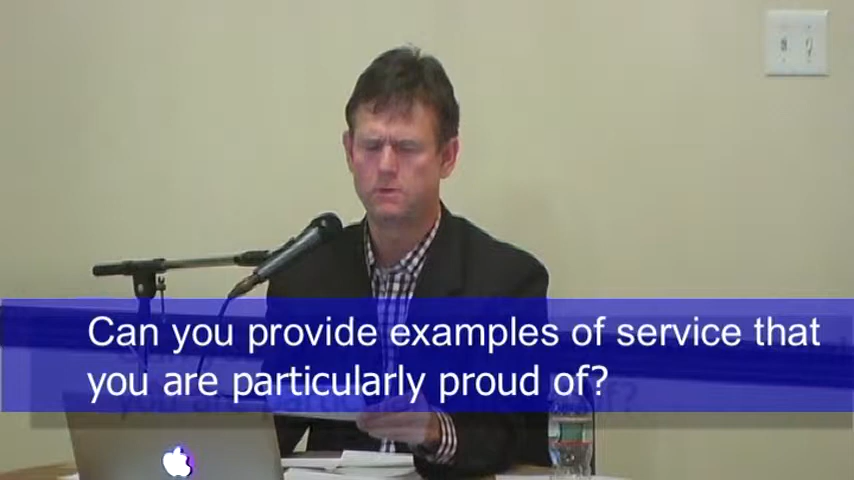 Can you provide examples of service that
you are particularly proud of?